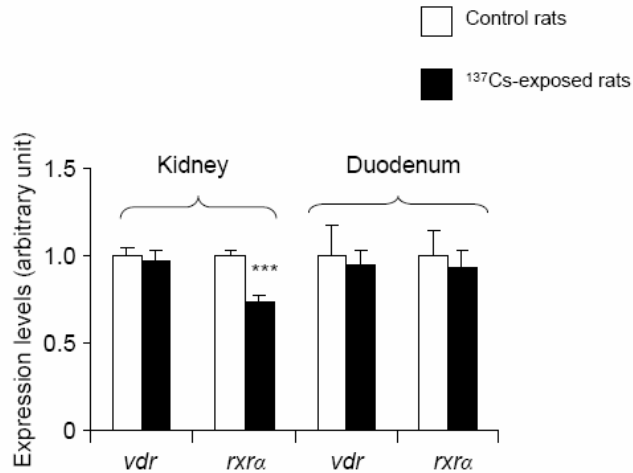 Control rats
¹³⁷Cs-exposed rats
Expression levels (arbitrary unit)
Kidney
Duodenum
1.5
1.0
0.5
0
***
vdr
rxrα
vdr
rxrα